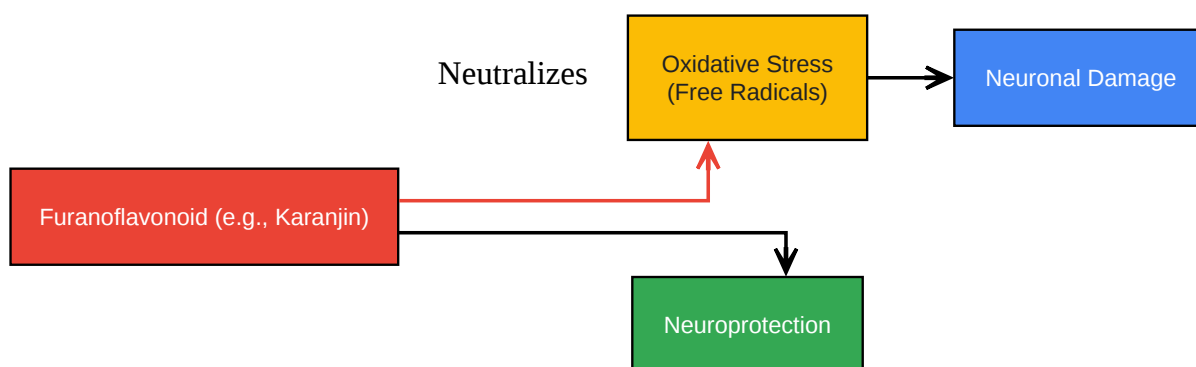 Neutralizes
Oxidative Stress
(Free Radicals)
Neuronal Damage
Furanoflavonoid (e.g., Karanjin)
Neuroprotection